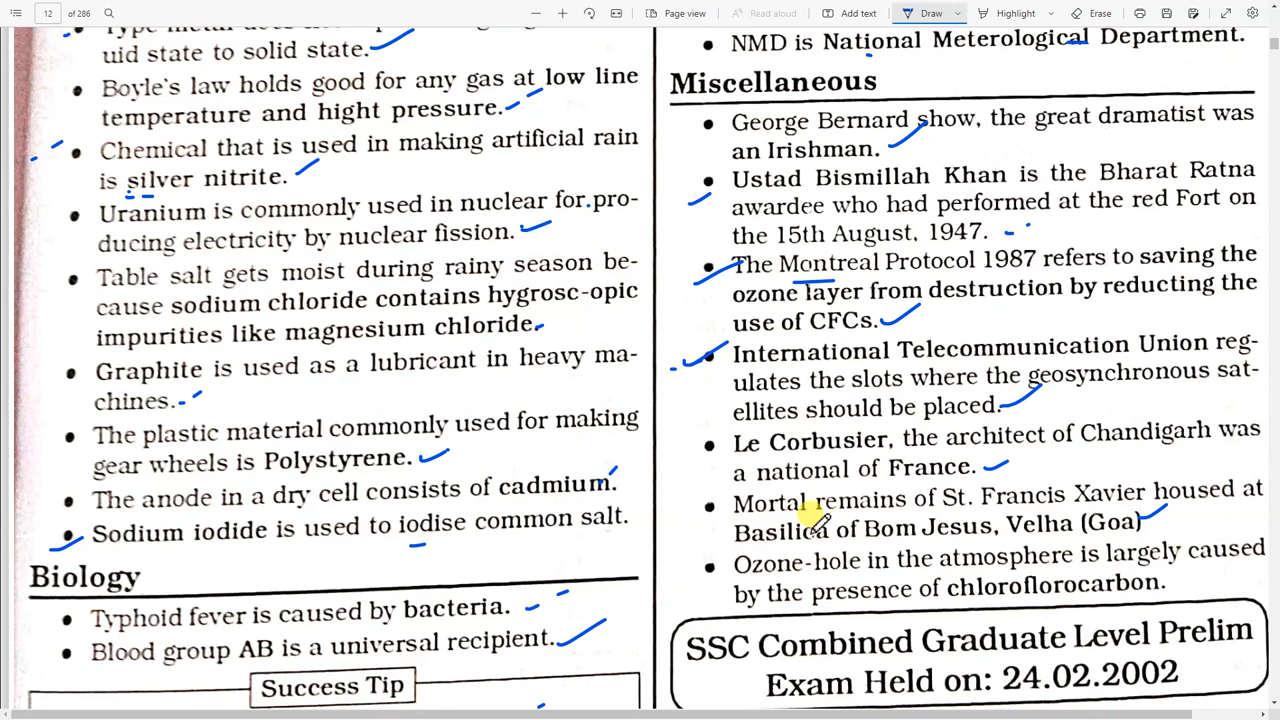 12 of 286
Page view
Read aloud
Add text
Draw
Highlight
Erase
uid state to solid state.
Boyle's law holds good for any gas at low line
temperature and hight pressure.
Chemical that is used in making artificial rain
is silver nitrite.
Uranium is commonly used in nuclear for pro-
ducing electricity by nuclear fission.
Table salt gets moist during rainy season be-
cause sodium chloride contains hygrosc-opic
impurities like magnesium chloride.
Graphite is used as a lubricant in heavy ma-
chines.
The plastic material commonly used for making
gear wheels is Polystyrene.
The anode in a dry cell consists of cadmium.
Sodium iodide is used to iodise common salt.
Biology
Typhoid fever is caused by bacteria.
Blood group AB is a universal recipient.
Success Tip
NMD is National Meterological Department.
Miscellaneous
George Bernard show, the great dramatist was
an Irishman.
Ustad Bismillah Khan is the Bharat Ratna
awardee who had performed at the red Fort on
the 15th August, 1947.
The Montreal Protocol 1987 refers to saving the
ozone layer from destruction by reducting the
use of CFCs.
International Telecommunication Union reg-
ulates the slots where the geosynchronous sat-
ellites should be placed.
Le Corbusier, the architect of Chandigarh was
a national of France.
Mortal remains of St. Francis Xavier housed at
Basilica of Bom Jesus, Velha (Goa)
Ozone-hole in the atmosphere is largely caused
by the presence of chloroflorocarbon.
SSC Combined Graduate Level Prelim
Exam Held on: 24.02.2002